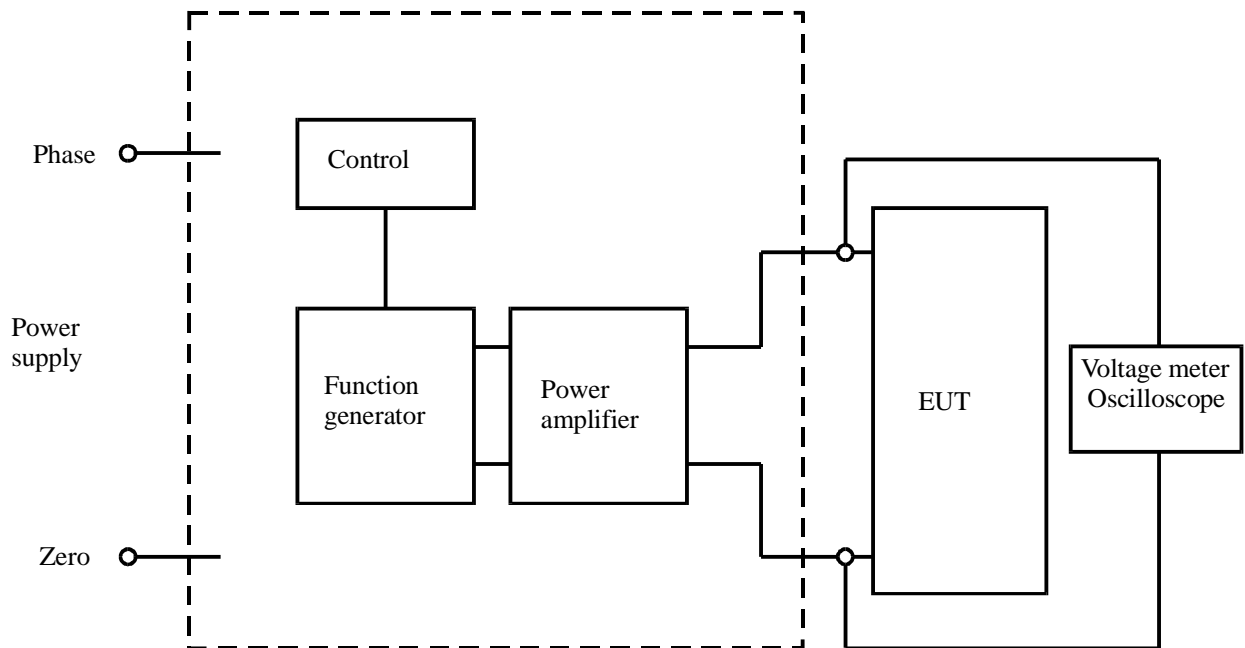 Phase
Control
Power
supply
Function
generator
Power
amplifier
EUT
Voltage meter
Oscilloscope
Zero